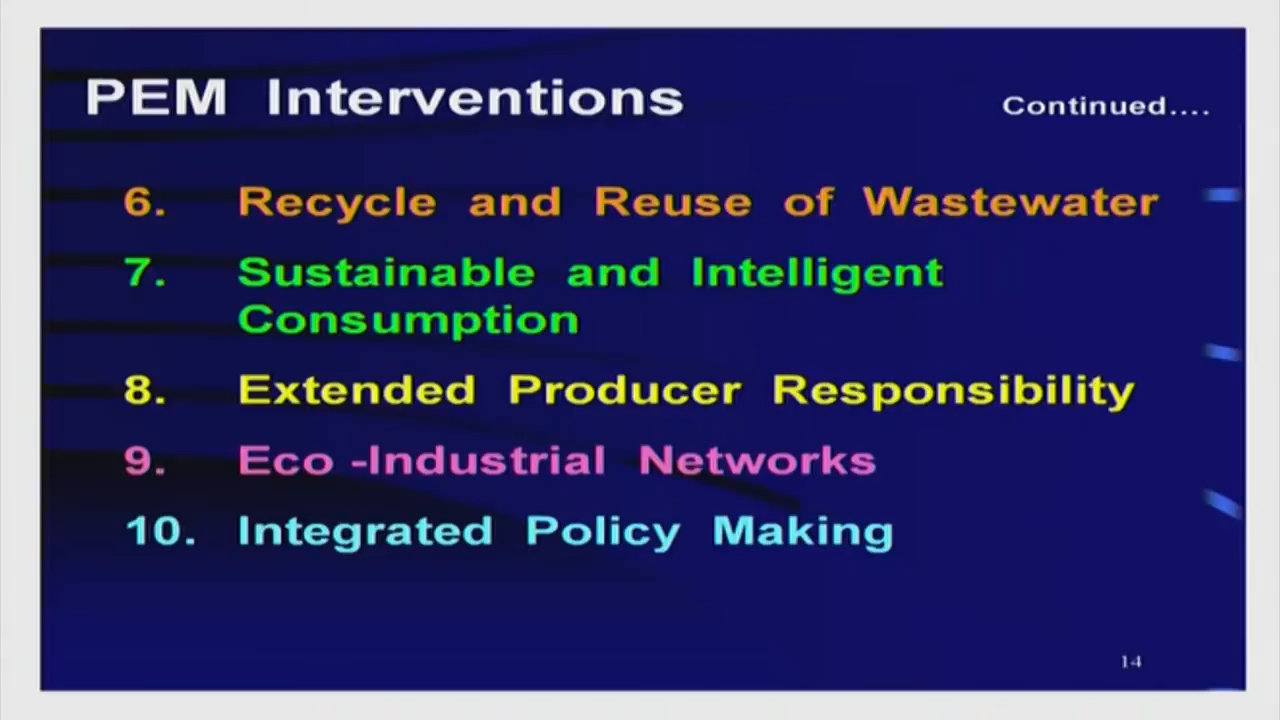 PEM Interventions Continued....
6. Recycle and Reuse of Wastewater
7. Sustainable and Intelligent
Consumption
8. Extended Producer Responsibility
9. Eco -Industrial Networks
10. Integrated Policy Making
14